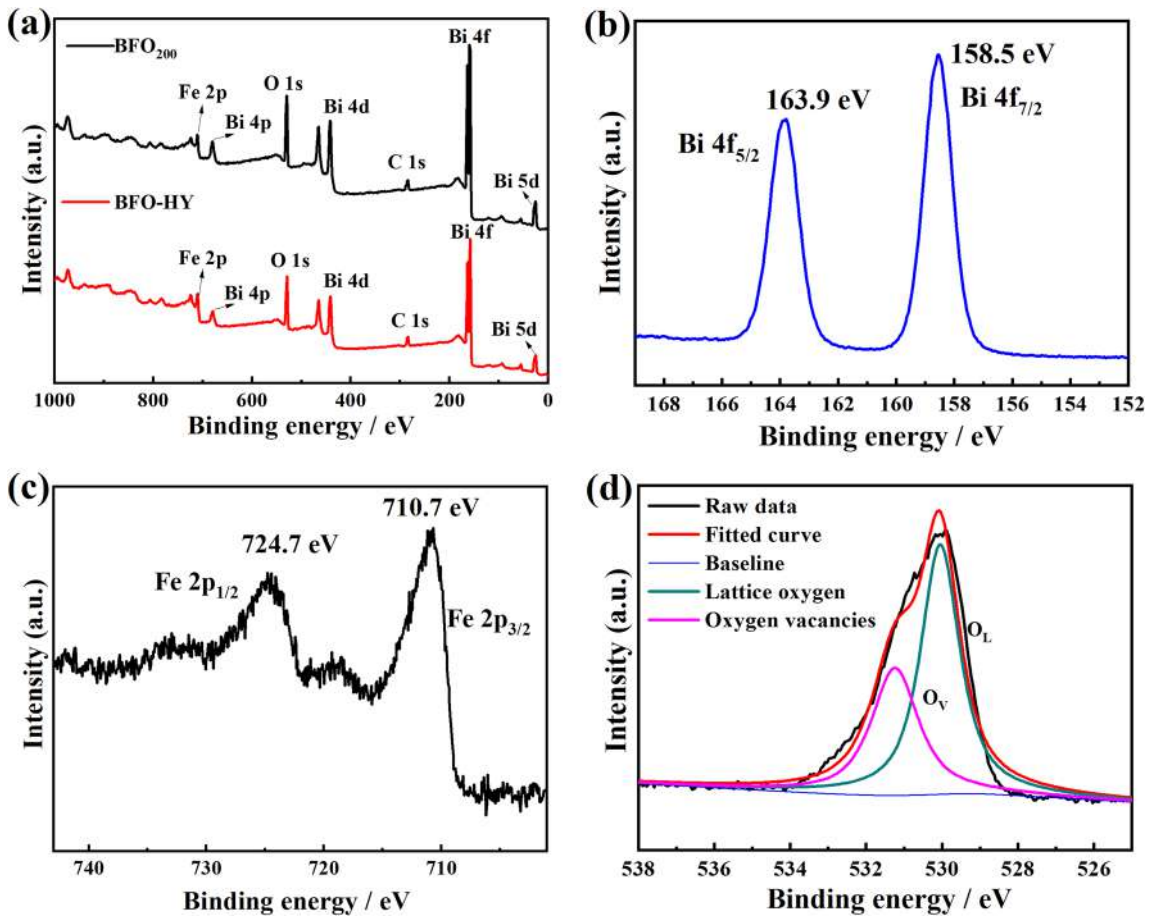 (a)
BFO₂₀₀
Bi 4f
O 1s
Fe 2p
Bi 4d
Bi 4p
C 1s
Bi 5d
BFO-HY
Bi 4f
Fe 2p
O 1s
Bi 4d
Bi 4p
C 1s
Bi 5d
Intensity (a.u.)
1000 800 600 400 200 0
Binding energy / eV
(b)
158.5 eV
163.9 eV
Bi 4f₇/₂
Bi 4f₅/₂
Intensity (a.u.)
168 166 164 162 160 158 156 154 152
Binding energy / eV
(c)
710.7 eV
724.7 eV
Fe 2p₁/₂
Fe 2p₃/₂
Intensity (a.u.)
740 730 720 710
Binding energy / eV
(d)
Raw data
Fitted curve
Baseline
Lattice oxygen
Oxygen vacancies
O_L
O_V
Intensity (a.u.)
538 536 534 532 530 528 526
Binding energy / eV